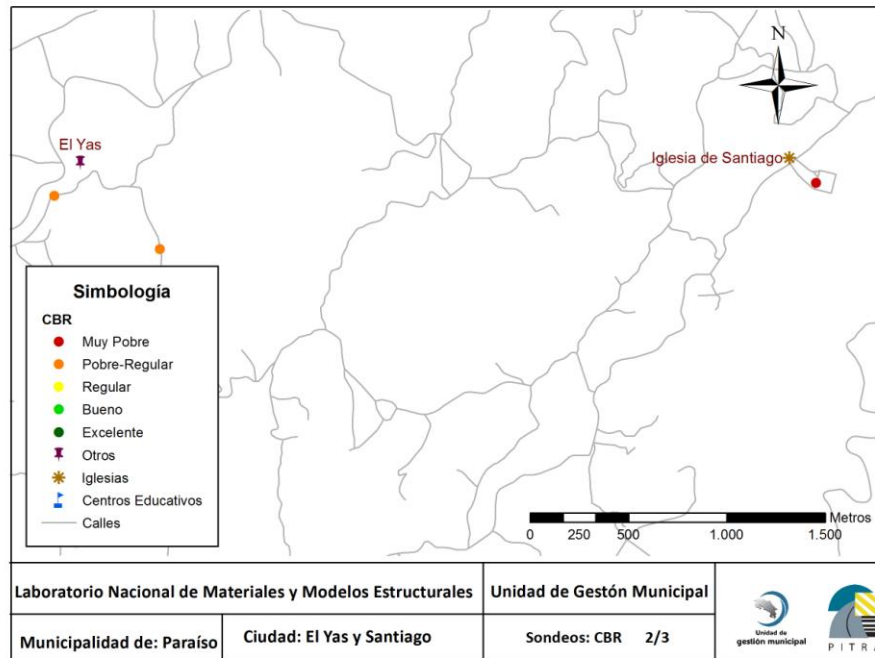 N
El Yas
Iglesia de Santiago
Simbología
CBR
Muy Pobre
Pobre-Regular
Regular
Bueno
Excelente
Otros
Iglesias
Centros Educativos
Calles
Metros
0 250 500 1.000 1.500
Laboratorio Nacional de Materiales y Modelos Estructurales
Unidad de Gestión Municipal
Municipalidad de: Paraíso
Ciudad: El Yas y Santiago
Sondeos: CBR 2/3
Unidad de
gestión municipal
PITRA